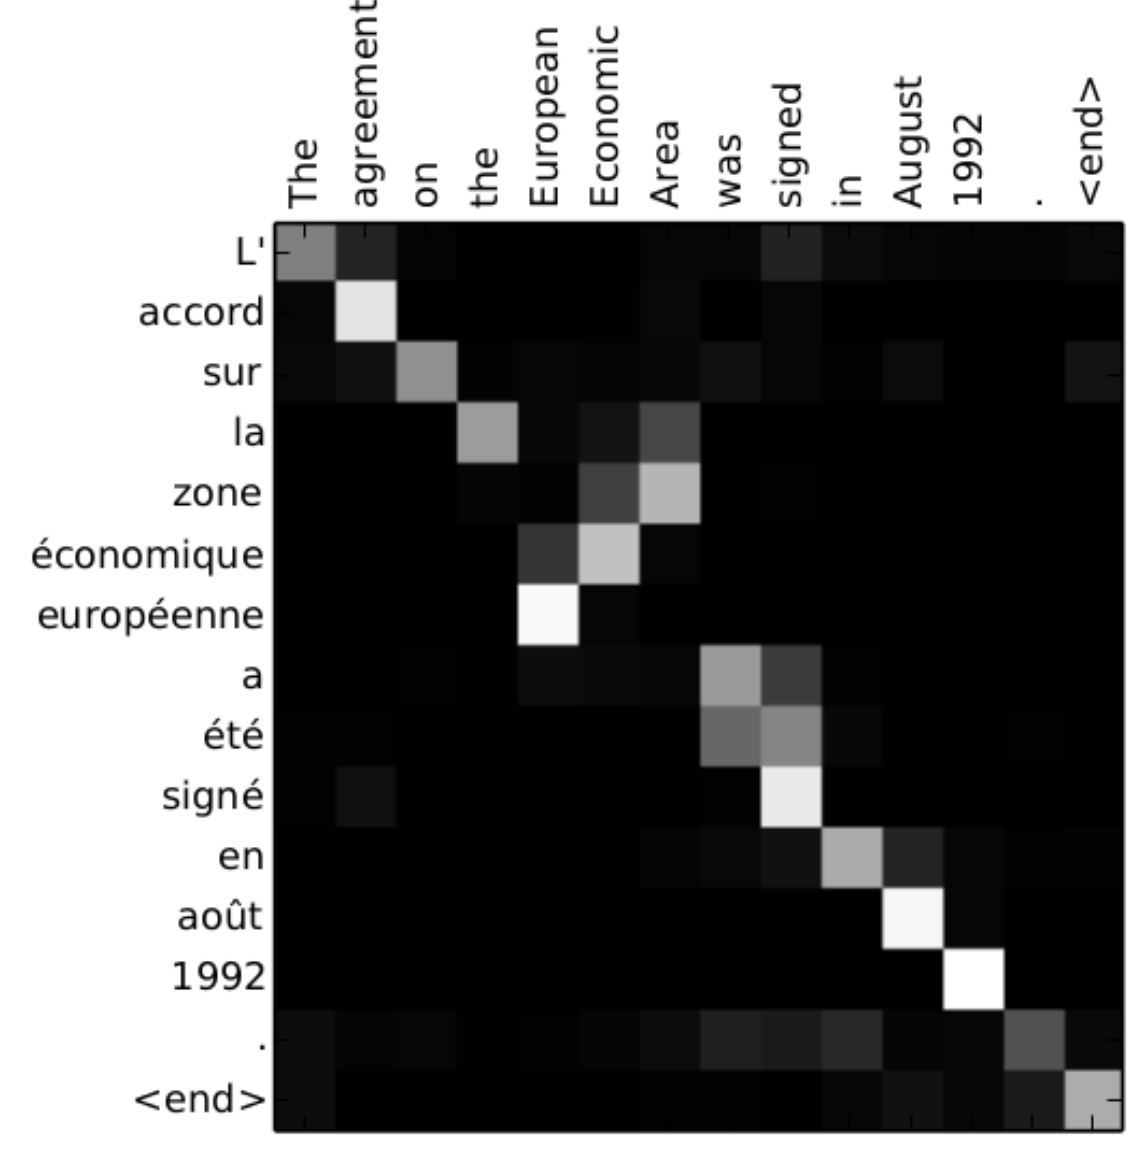 The agreement on the European Economic Area was signed in August 1992 . <end>
L'
accord
sur
la
zone
économique
européenne
a
été
signé
en
août
1992
.
<end>